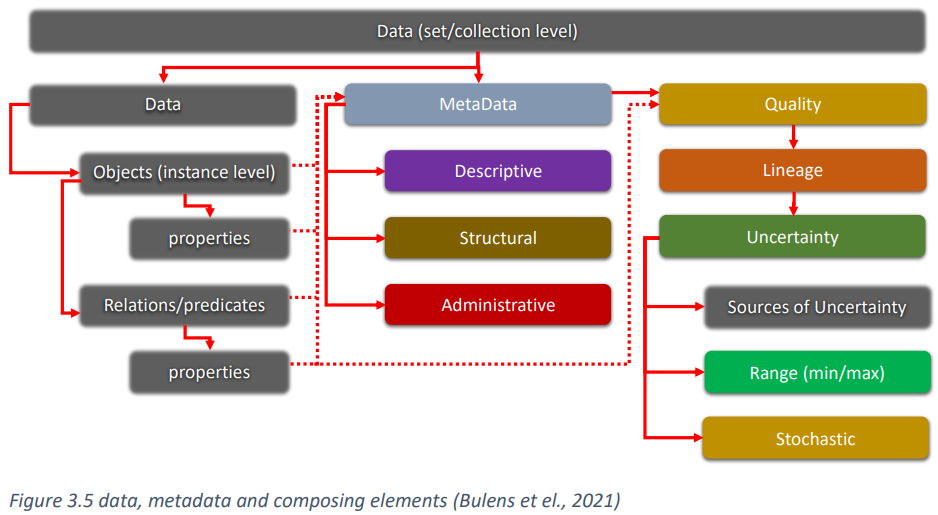 Data (set/collection level)
Data
MetaData
Quality
Objects (instance level)
Descriptive
Lineage
properties
Structural
Uncertainty
Relations/predicates
Administrative
Sources of Uncertainty
properties
Range (min/max)
Stochastic
Figure 3.5 data, metadata and composing elements (Bulens et el., 2021)